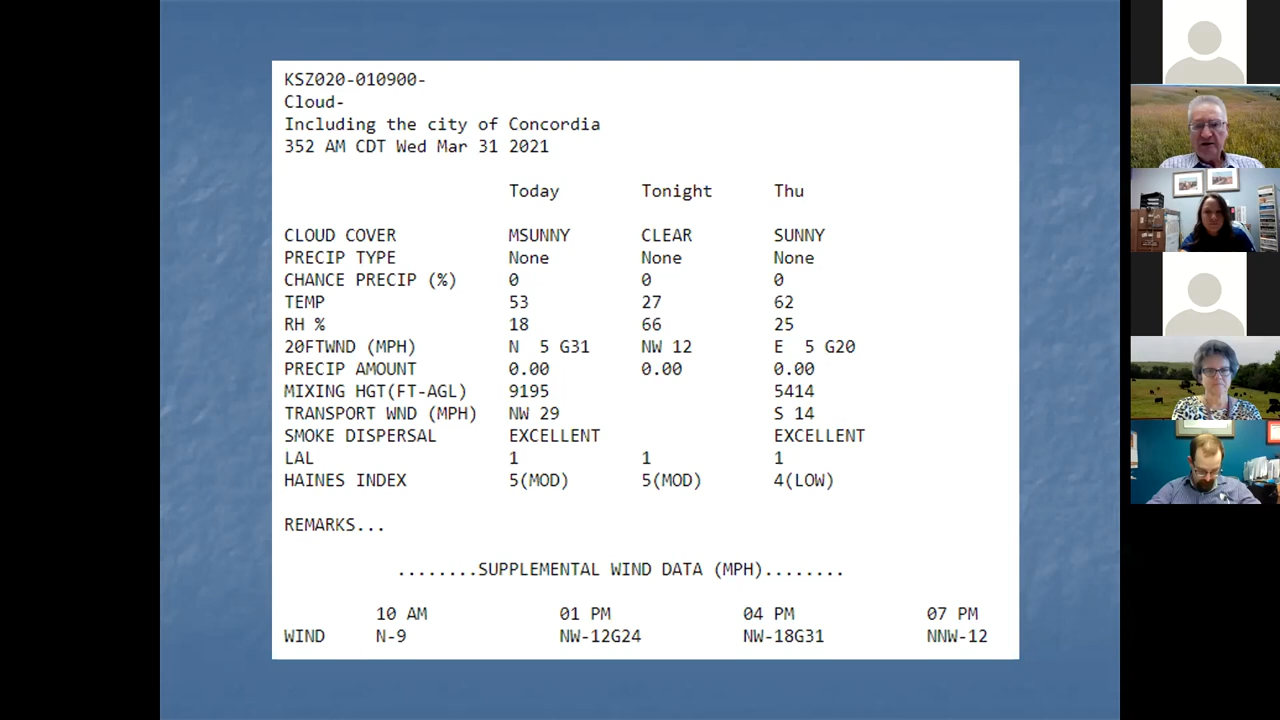 KSZ020-010900-
Cloud-
Including the city of Concordia
352 AM CDT Wed Mar 31 2021
Today Tonight Thu
CLOUD COVER MSUNNY CLEAR SUNNY
PRECIP TYPE None None None
CHANCE PRECIP (%) 0 0 0
TEMP 53 27 62
RH % 18 66 25
20FTWND (MPH) N 5 G31 NW 12 E 5 G20
PRECIP AMOUNT 0.00 0.00 0.00
MIXING HGT(FT-AGL) 9195 5414
TRANSPORT WND (MPH) NW 29 S 14
SMOKE DISPERSAL EXCELLENT EXCELLENT
LAL 1 1 1
HAINES INDEX 5(MOD) 5(MOD) 4(LOW)
REMARKS...
........SUPPLEMENTAL WIND DATA (MPH)........
10 AM 01 PM 04 PM 07 PM
WIND N-9 NW-12G24 NW-18G31 NNW-12